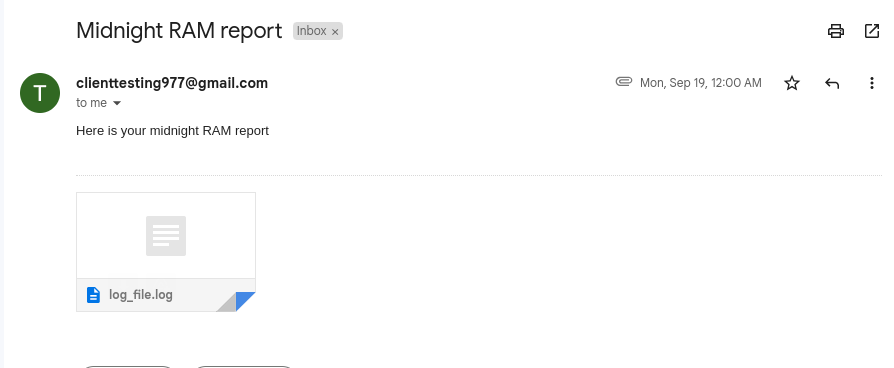 Midnight RAM report
Inbox ×
T
clienttesting977@gmail.com
Mon, Sep 19, 12:00 AM
to me
Here is your midnight RAM report
log_file.log